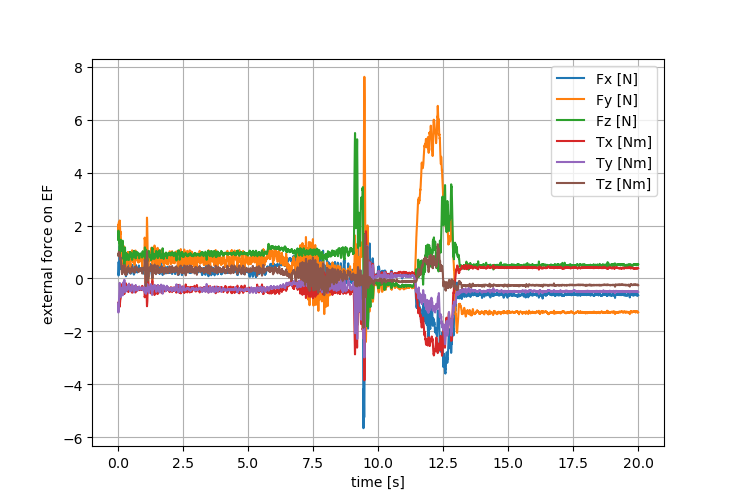 8
6
4
2
0
−2
−4
−6
external force on EF
Fx [N]
Fy [N]
Fz [N]
Tx [Nm]
Ty [Nm]
Tz [Nm]
0.0 2.5 5.0 7.5 10.0 12.5 15.0 17.5 20.0
time [s]